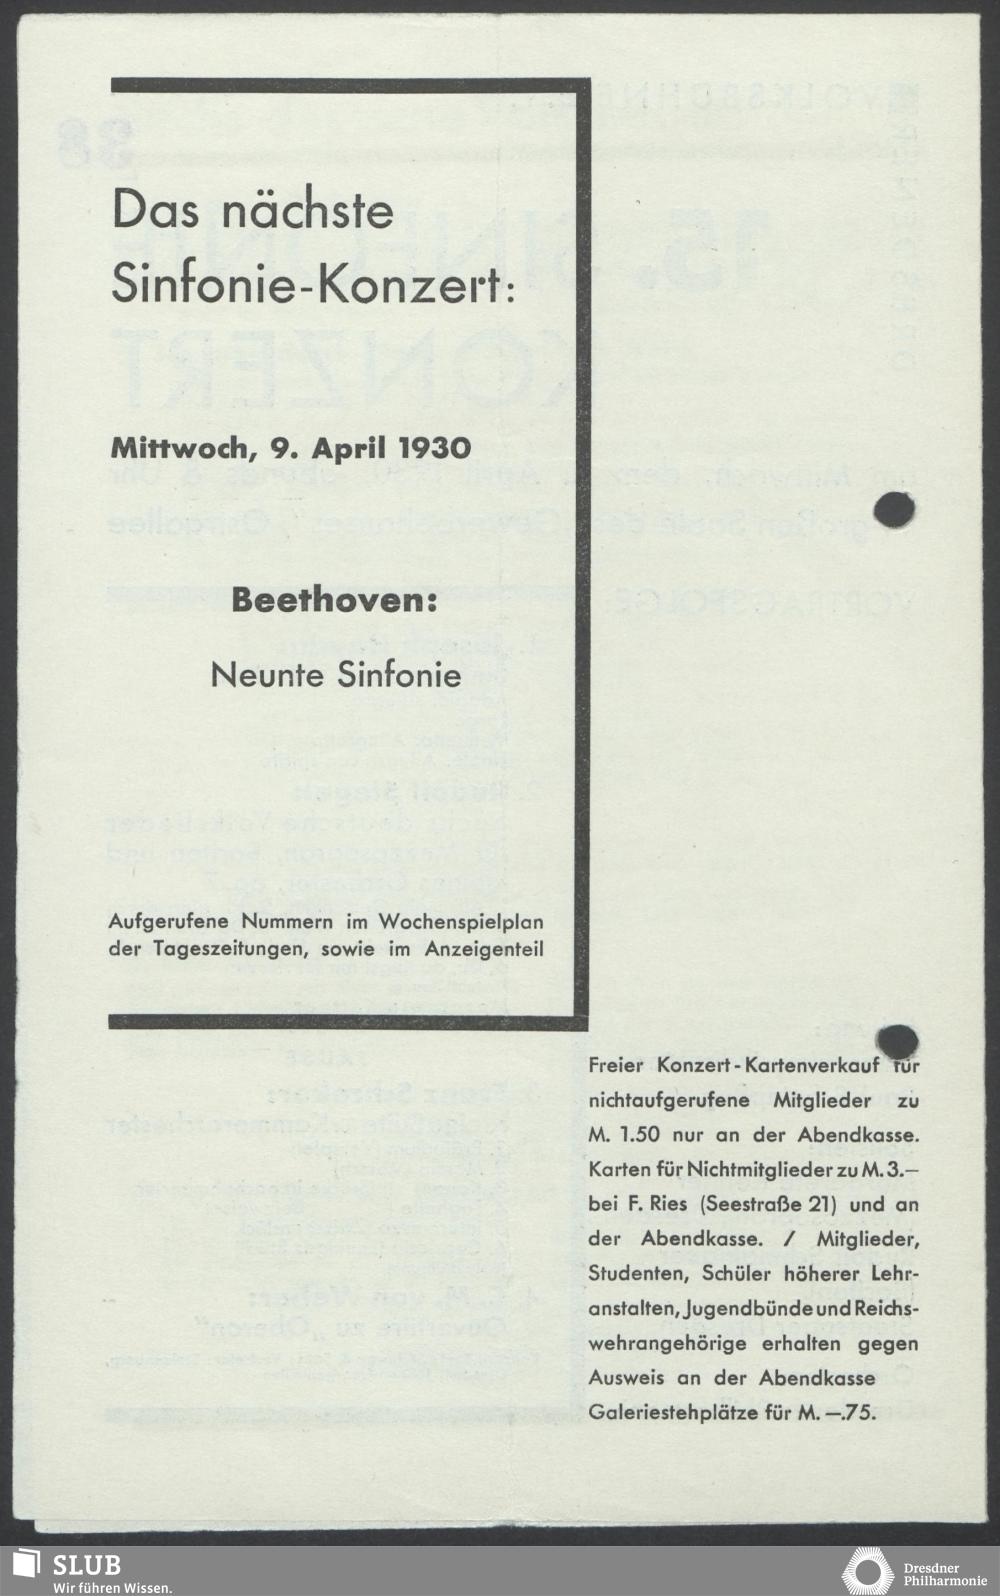 Das nächste
Sinfonie-Konzert:
Mittwoch, 9. April 1930
Beethoven:
Neunte Sinfonie
Aufgerufene Nummern im Wochenspielplan
der Tageszeitungen, sowie im Anzeigenteil
Freier Konzert-Kartenverkauf für
nichtaufgerufene Mitglieder zu
M. 1.50 nur an der Abendkasse.
Karten für Nichtmitglieder zu M. 3.–
bei F. Ries (Seestraße 21) und an
der Abendkasse. / Mitglieder,
Studenten, Schüler höherer Lehr-
anstalten, Jugendbünde und Reichs-
wehrangehörige erhalten gegen
Ausweis an der Abendkasse
Galeriestehplätze für M. –.75.
SLUB
Wir führen Wissen.
Dresdner
Philharmonie